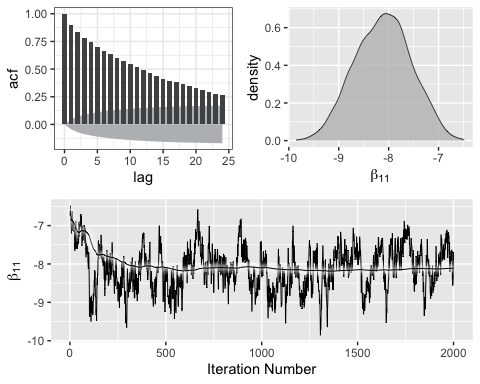 acf
1.00
0.75
0.50
0.25
0.00
0 5 10 15 20 25
lag
density
0.6
0.4
0.2
0.0
-10 -9 -8 -7
β₁₁
β₁₁
-7
-8
-9
-10
0 500 1000 1500 2000
Iteration Number